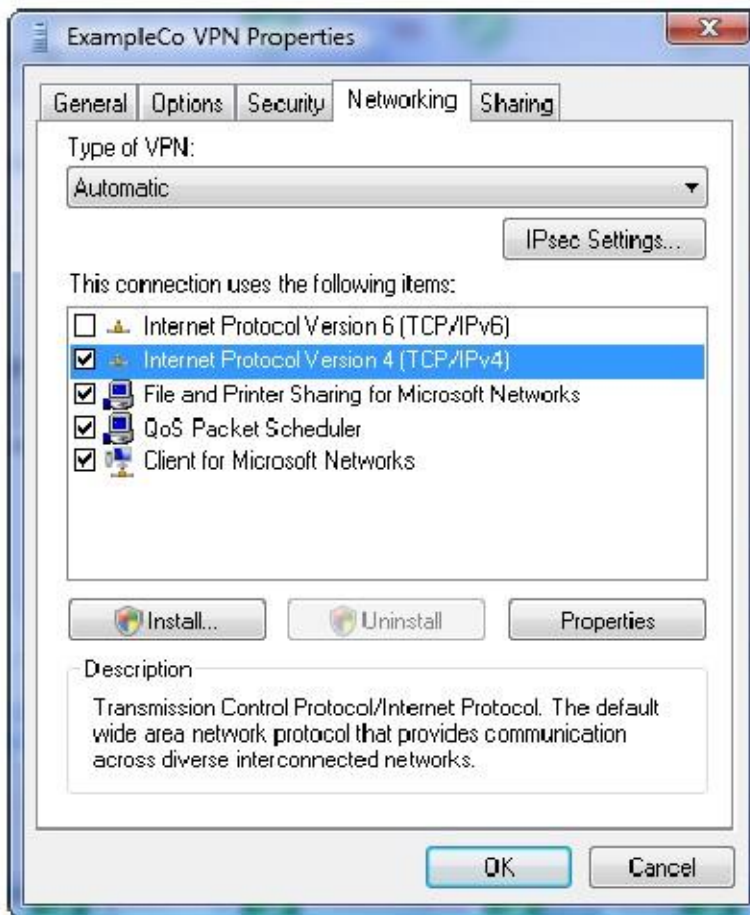 ExampleCo VPN Properties
General Options Security Networking Sharing
Type of VPN:
Automatic
IPsec Settings...
This connection uses the following items:
Internet Protocol Version 6 (TCP/IPv6)
Internet Protocol Version 4 (TCP/IPv4)
File and Printer Sharing for Microsoft Networks
QoS Packet Scheduler
Client for Microsoft Networks
Install... Uninstall Properties
Description
Transmission Control Protocol/Internet Protocol. The default
wide area network protocol that provides communication
across diverse interconnected networks.
OK Cancel